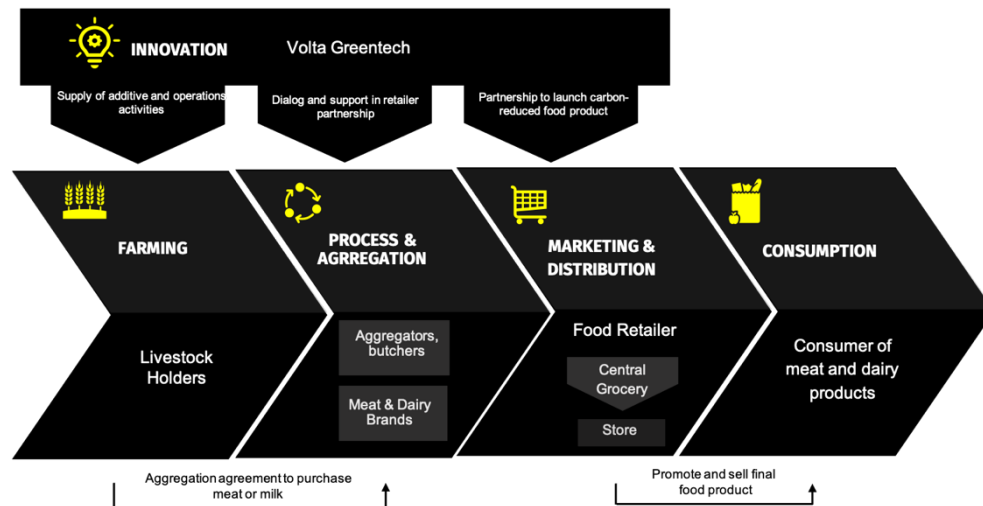 INNOVATION
Volta Greentech
Supply of additive and operations
activities
Dialog and support in retailer
partnership
Partnership to launch carbon-
reduced food product
FARMING
PROCESS &
AGRREGATION
MARKETING &
DISTRIBUTION
CONSUMPTION
Livestock
Holders
Aggregators,
butchers
Meat & Dairy
Brands
Food Retailer
Central
Grocery
Store
Consumer of
meat and dairy
products
Aggregation agreement to purchase
meat or milk
Promote and sell final
food product